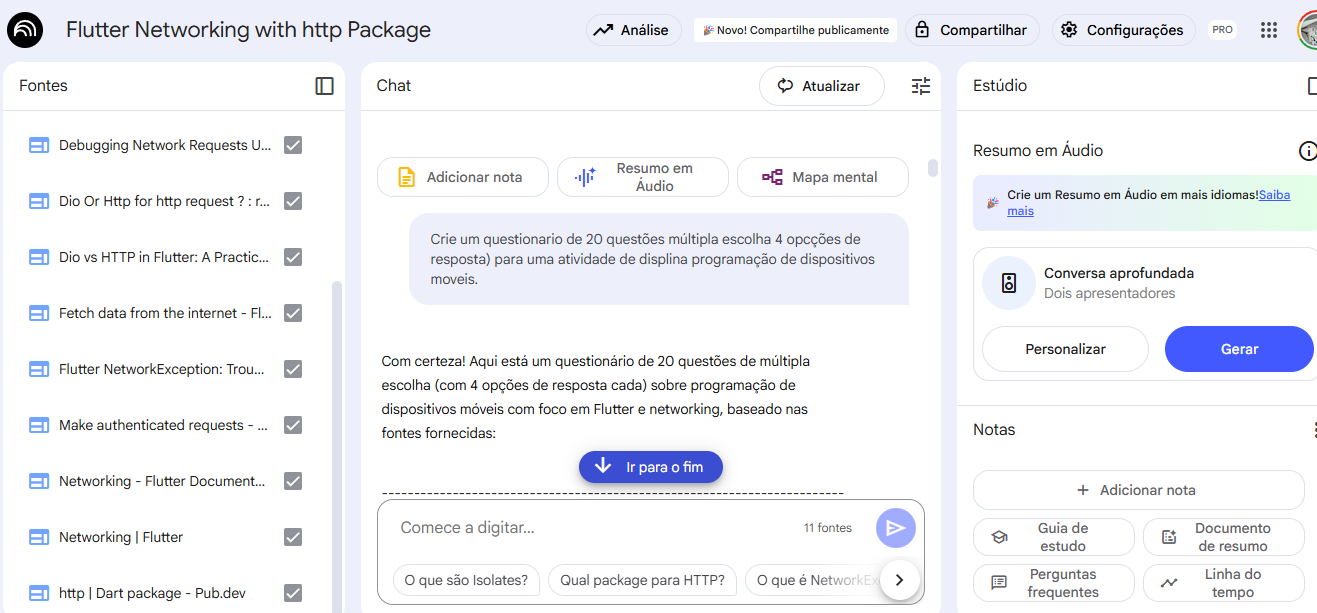 Flutter Networking with http Package
Análise
Novo! Compartilhe publicamente
Compartilhar
Configurações
PRO
Fontes
Debugging Network Requests U...
Dio Or Http for http request ? : r...
Dio vs HTTP in Flutter: A Practic...
Fetch data from the internet - Fl...
Flutter NetworkException: Trou...
Make authenticated requests - ...
Networking - Flutter Document...
Networking | Flutter
http | Dart package - Pub.dev
Chat
Atualizar
Adicionar nota
Resumo em
Áudio
Mapa mental
Crie um questionario de 20 questões múltipla escolha 4 opcções de
resposta) para uma atividade de displina programação de dispositivos
moveis.
Com certeza! Aqui está um questionário de 20 questões de múltipla
escolha (com 4 opções de resposta cada) sobre programação de
dispositivos móveis com foco em Flutter e networking, baseado nas
fontes fornecidas:
Ir para o fim
Comece a digitar...
11 fontes
O que são Isolates?
Qual package para HTTP?
O que é NetworkEx
Estúdio
Resumo em Áudio
Crie um Resumo em Áudio em mais idiomas!Saiba
mais
Conversa aprofundada
Dois apresentadores
Personalizar
Gerar
Notas
+ Adicionar nota
Guia de
estudo
Documento
de resumo
Perguntas
frequentes
Linha do
tempo